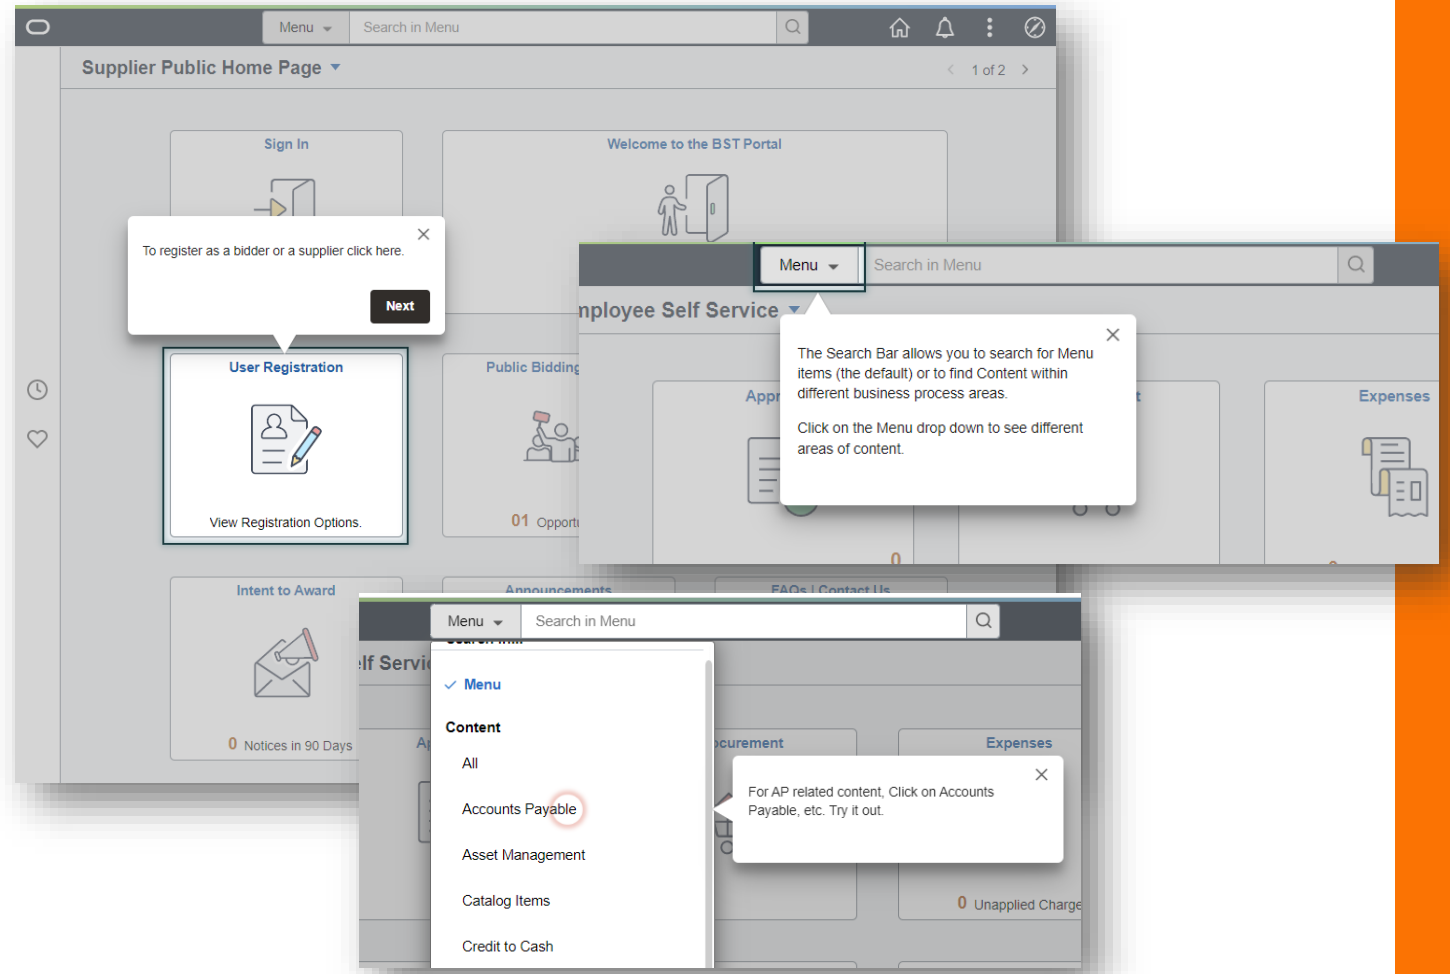 Menu
Search in Menu
Supplier Public Home Page
1 of 2
Sign In
Welcome to the BST Portal
To register as a bidder or a supplier click here.
Next
User Registration
View Registration Options.
Public Bidding
01
Intent to Award
0 Notices in 90 Days
Announcements
FAQs | Contact Us
Menu
Search in Menu
Employee Self Service
The Search Bar allows you to search for Menu
items (the default) or to find Content within
different business process areas.
Click on the Menu drop down to see different
areas of content.
Expenses
0
Menu
Search in Menu
Search in...
Menu
Content
All
Accounts Payable
Asset Management
Catalog Items
Credit to Cash
For AP related content, Click on Accounts
Payable, etc. Try it out.
Expenses
0 Unapplied Charge